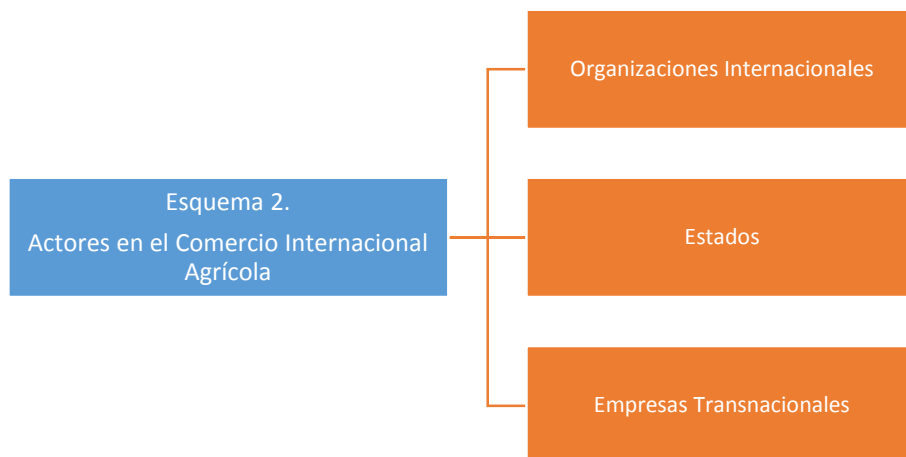 Esquema 2.
Actores en el Comercio Internacional
Agrícola
Organizaciones Internacionales
Estados
Empresas Transnacionales